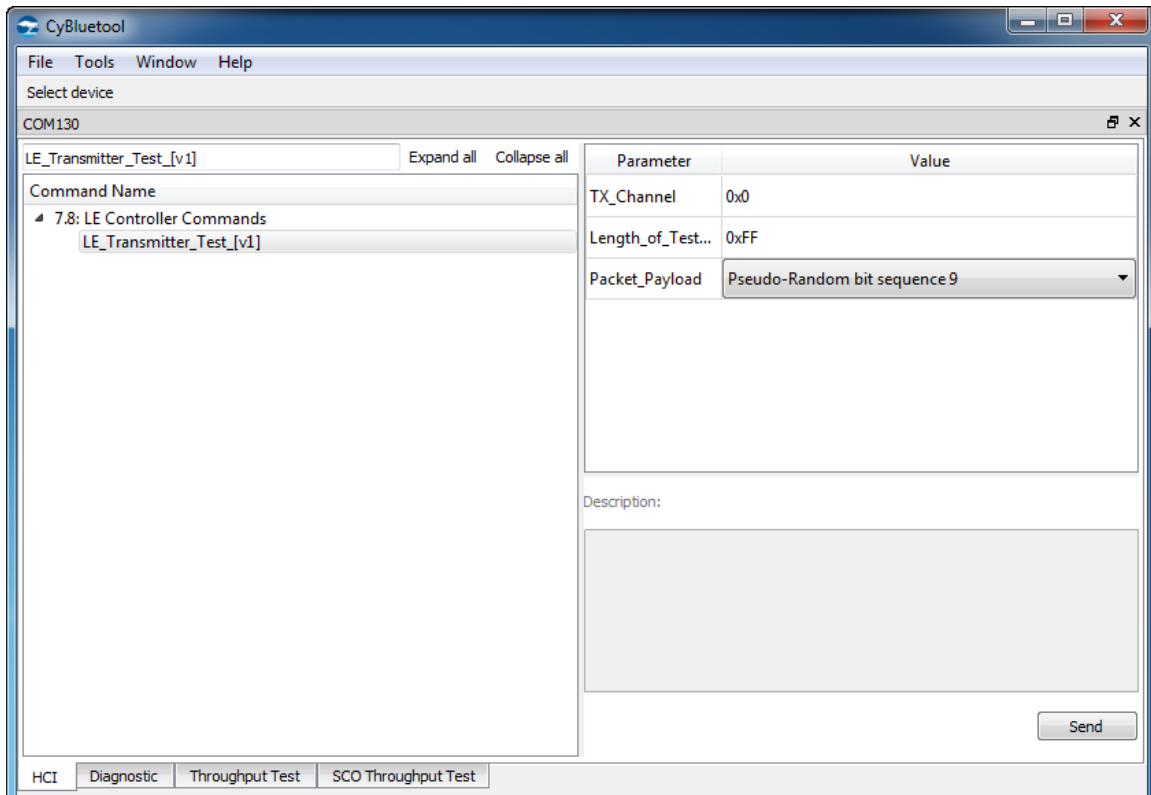 CyBluetool
File Tools Window Help
Select device
COM130
LE_Transmitter_Test_[v1] Expand all Collapse all
Command Name
7.8: LE Controller Commands
LE_Transmitter_Test_[v1]
Parameter Value
TX_Channel 0x0
Length_of_Test... 0xFF
Packet_Payload Pseudo-Random bit sequence 9
Description:
Send
HCI Diagnostic Throughput Test SCO Throughput Test